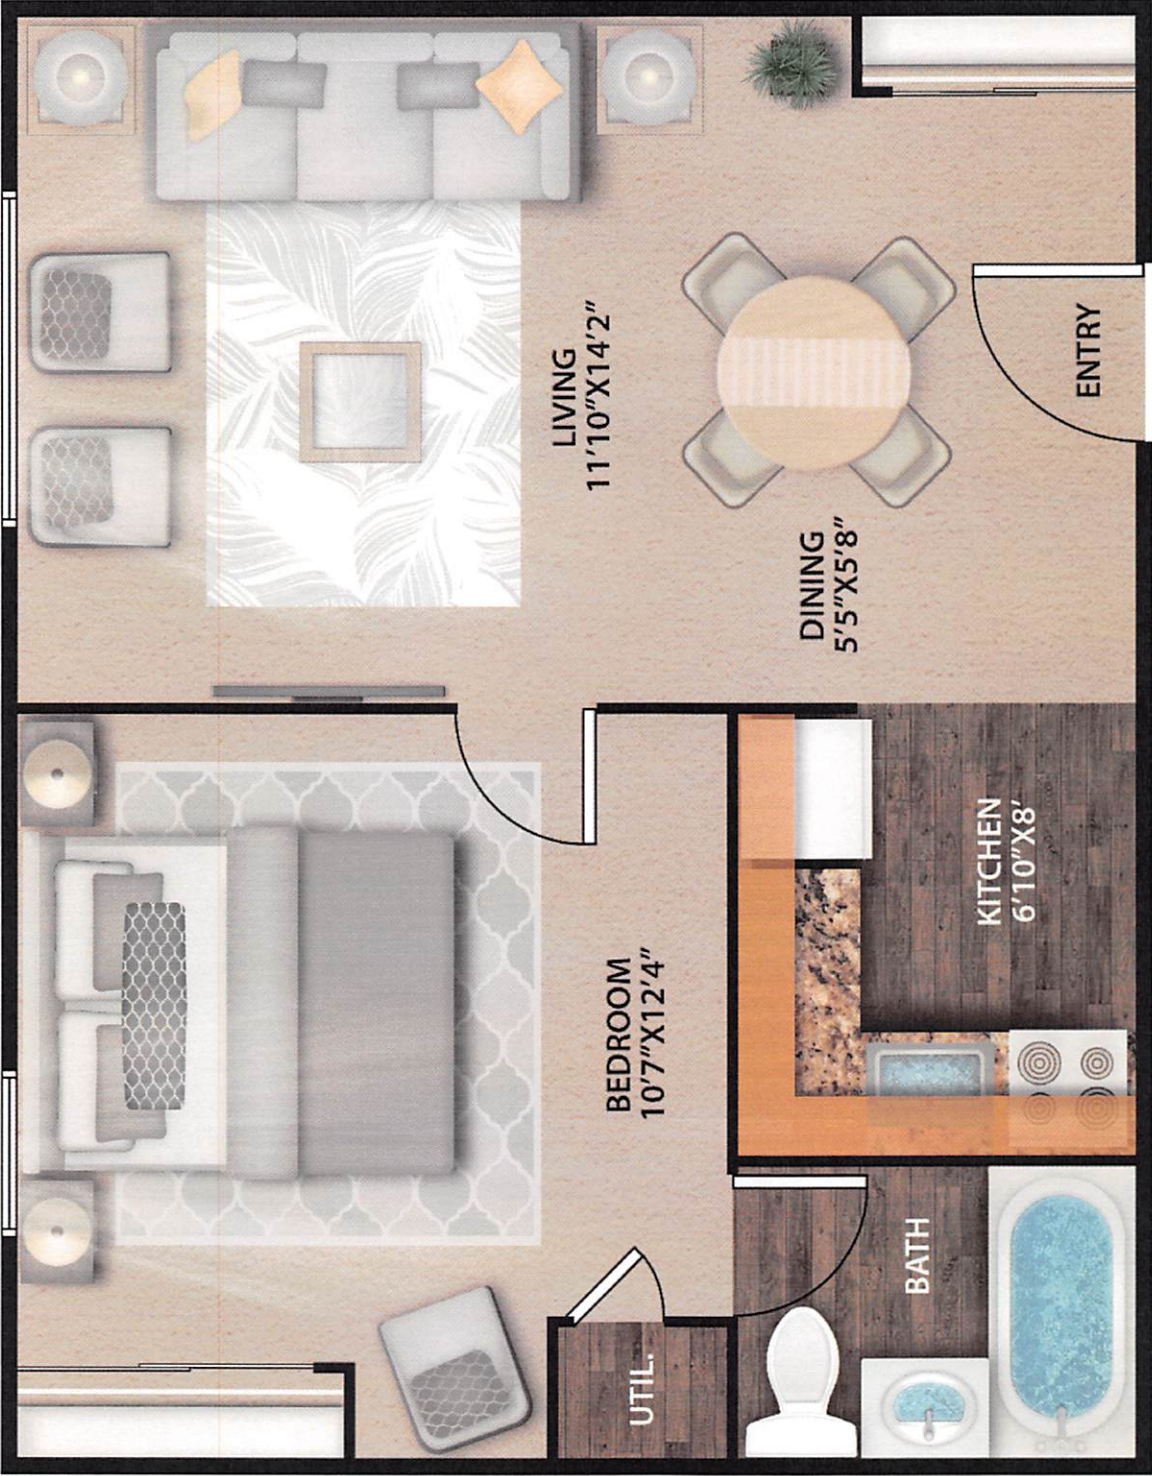 LIVING
11'10"X14'2"
ENTRY
DINING
5'5"X5'8"
KITCHEN
6'10"X8'
BEDROOM
10'7"X12'4"
BATH
UTIL.